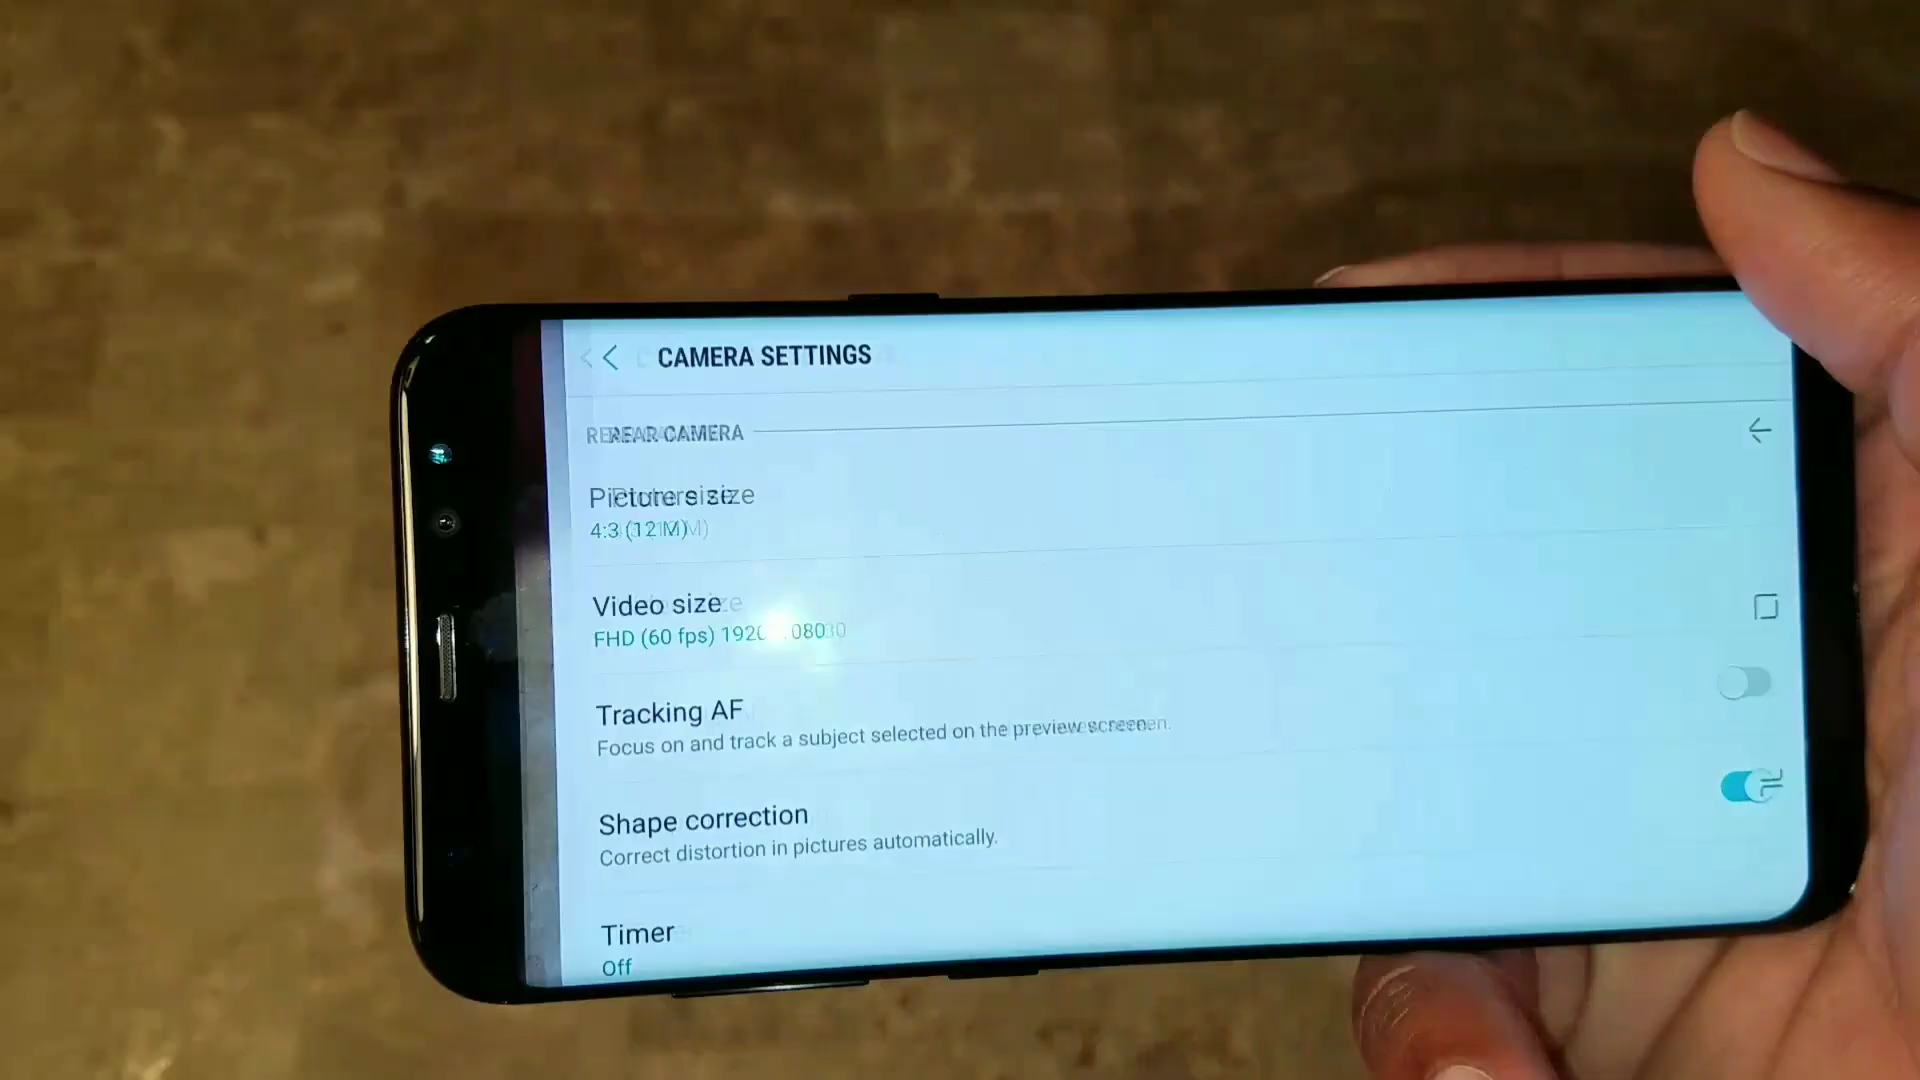 CAMERA SETTINGS
REAR CAMERA
Picture size
4:3 (12M)
Video size
FHD (60 fps) 1920
Tracking AF
Focus on and track a subject selected on the preview screen.
Shape correction
Correct distortion in pictures automatically.
Timer
Off